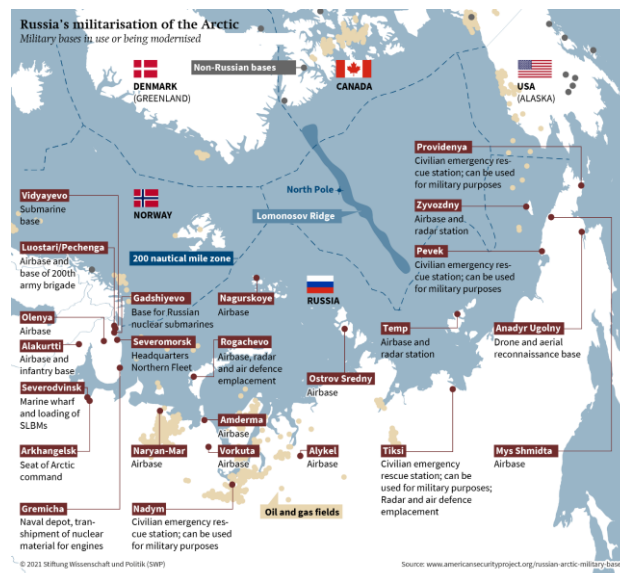 Russia's militarisation of the Arctic
Military bases in use or being modernised
Non-Russian bases
DENMARK
(GREENLAND)
CANADA
USA
(ALASKA)
Providenya
Civilian emergency res-
cue station; can be used
for military purposes
North Pole
Zyvozdny
Airbase and
radar station
Vidyayevo
Submarine
base
NORWAY
Lomonosov Ridge
Luostari/Pechenga
Airbase and
base of 200th
army brigade
200 nautical mile zone
Pevek
Civilian emergency res-
cue station; can be used
for military purposes
RUSSIA
Gadshiyevo
Base for Russian
nuclear submarines
Nagurskoye
Airbase
Olenya
Airbase
Severomorsk
Headquarters
Northern Fleet
Rogachevo
Airbase, radar
and air defence
emplacement
Temp
Airbase and
radar station
Anadyr Ugolny
Drone and aerial
reconnaissance base
Alakurtti
Airbase and
infantry base
Ostrov Sredny
Airbase
Severodvinsk
Marine wharf
and loading of
SLBMs
Amderma
Airbase
Arkhangelsk
Seat of Arctic
command
Naryan-Mar
Airbase
Vorkuta
Airbase
Alykel
Airbase
Tiksi
Civilian emergency
rescue station; can be
used for military purposes;
Radar and air defence
emplacement
Mys Shmidta
Airbase
Gremicha
Naval depot, tran-
shipment of nuclear
material for engines
Nadym
Civilian emergency res-
cue station; can be used
for military purposes
Oil and gas fields
© 2021 Stiftung Wissenschaft und Politik (SWP)
Source: www.americansecurityproject.org/russian-arctic-military-base